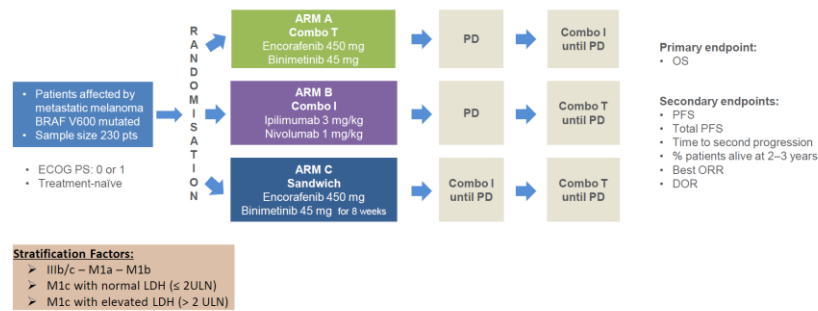 • Patients affected by
metastatic melanoma
BRAF V600 mutated
• Sample size 230 pts
• ECOG PS: 0 or 1
• Treatment-naïve
RANDOMISATION
ARM A
Combo T
Encorafenib 450 mg
Binimetinib 45 mg
PD
Combo I
until PD
ARM B
Combo I
Ipilimumab 3 mg/kg
Nivolumab 1 mg/kg
PD
Combo T
until PD
ARM C
Sandwich
Encorafenib 450 mg
Binimetinib 45 mg for 8 weeks
Combo I
until PD
Combo T
until PD
Primary endpoint:
• OS
Secondary endpoints:
• PFS
• Total PFS
• Time to second progression
• % patients alive at 2–3 years
• Best ORR
• DOR
Stratification Factors:
➢ IIIb/c – M1a – M1b
➢ M1c with normal LDH (≤ 2ULN)
➢ M1c with elevated LDH (> 2 ULN)